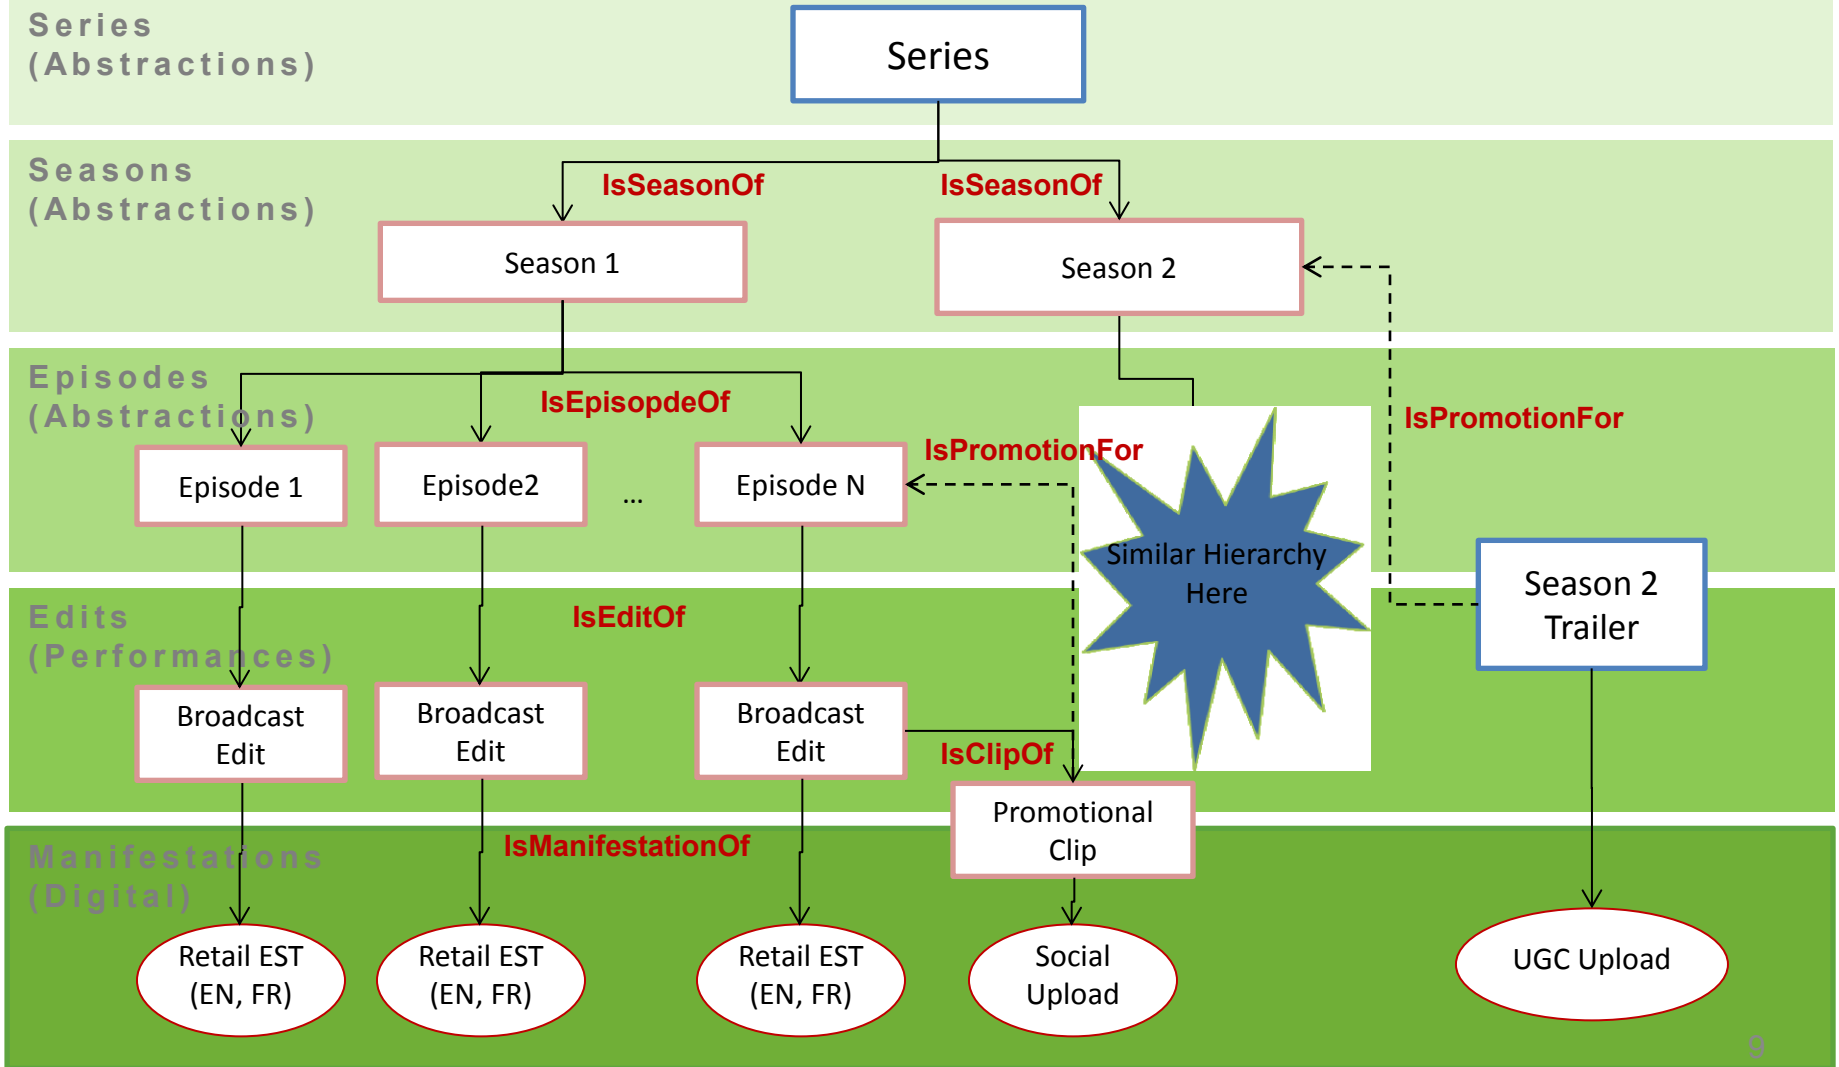 Series
(Abstractions)
Series
Seasons
(Abstractions)
IsSeasonOf
IsSeasonOf
Season 1
Season 2
Episodes
(Abstractions)
IsEpisopdeOf
IsPromotionFor
IsPromotionFor
Episode 1
Episode2
...
Episode N
Similar Hierarchy
Here
Season 2
Trailer
Edits
(Performances)
IsEditOf
Broadcast
Edit
Broadcast
Edit
Broadcast
Edit
IsClipOf
Promotional
Clip
Manifestations
(Digital)
IsManifestationOf
Retail EST
(EN, FR)
Retail EST
(EN, FR)
Retail EST
(EN, FR)
Social
Upload
UGC Upload
9